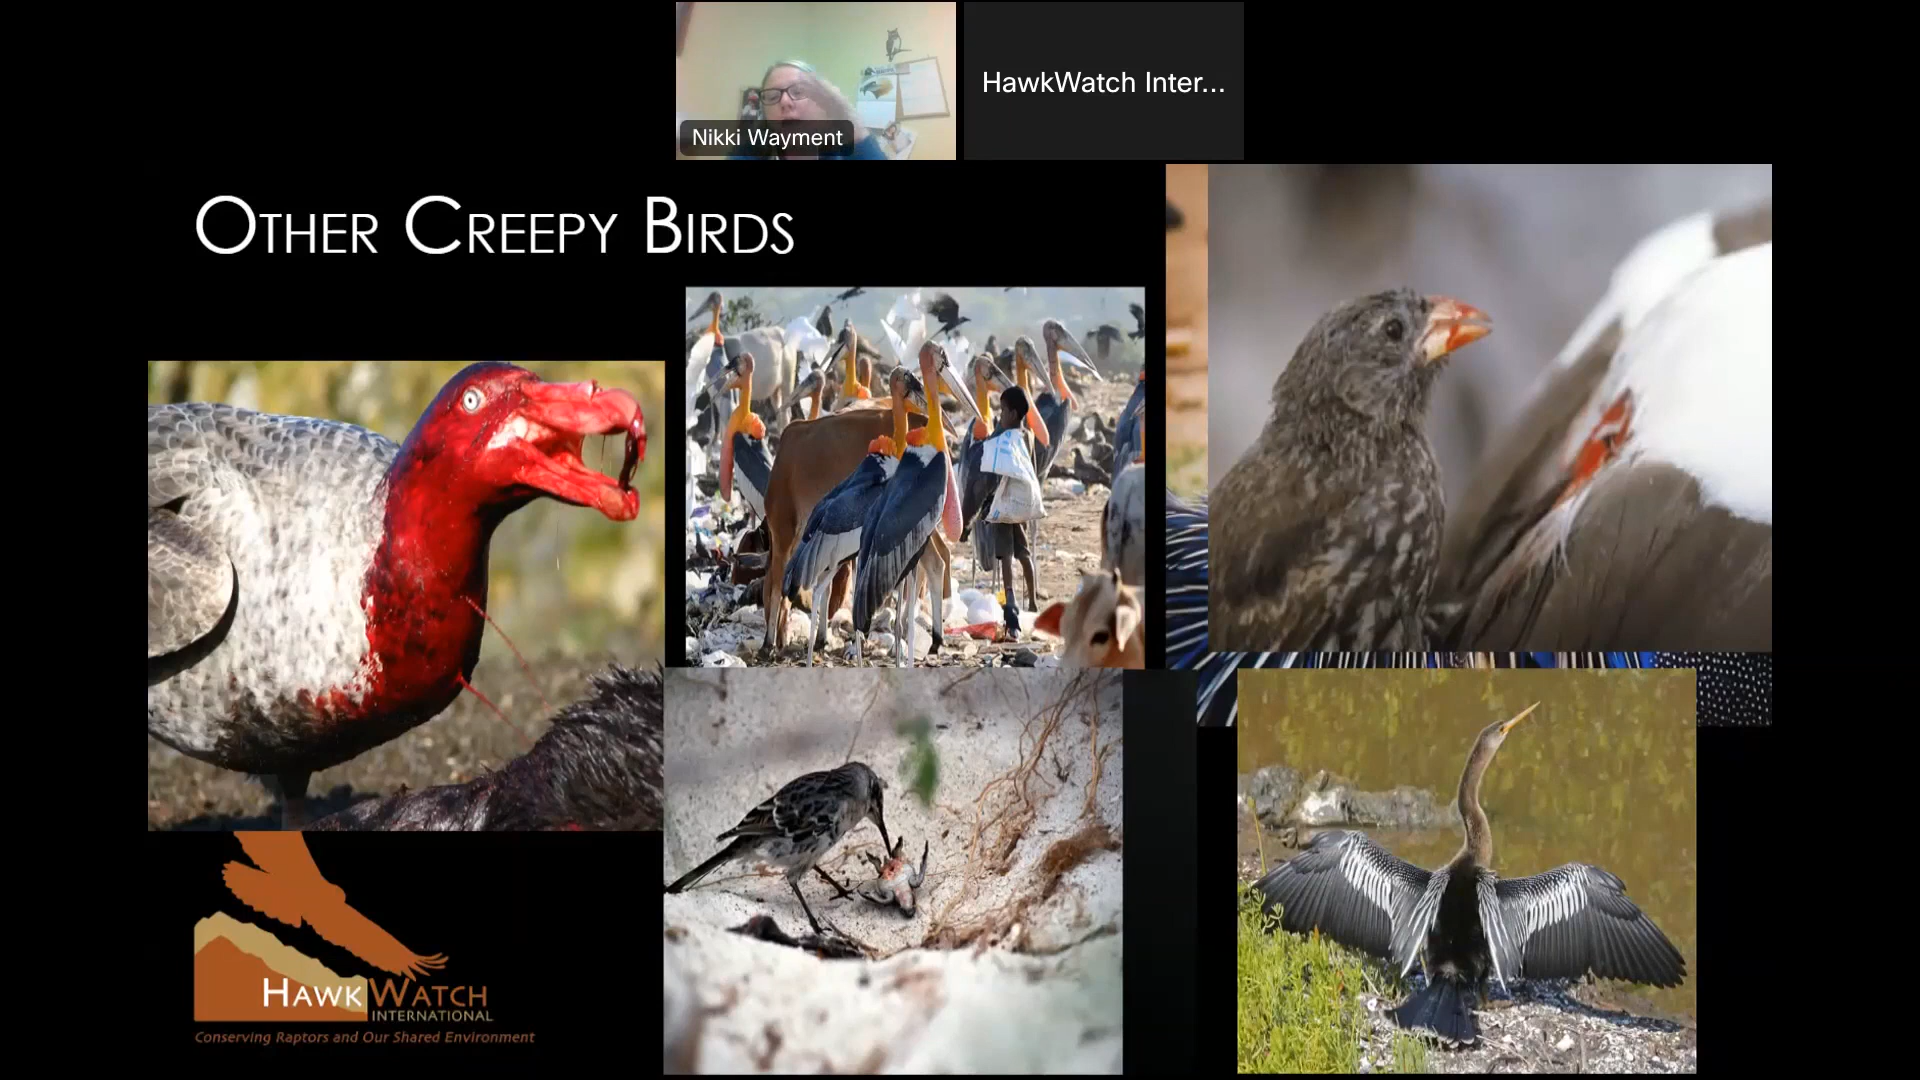 Nikki Wayment
HawkWatch Inter...
OTHER CREEPY BIRDS
HAWKWATCH
INTERNATIONAL
Conserving Raptors and Our Shared Environment